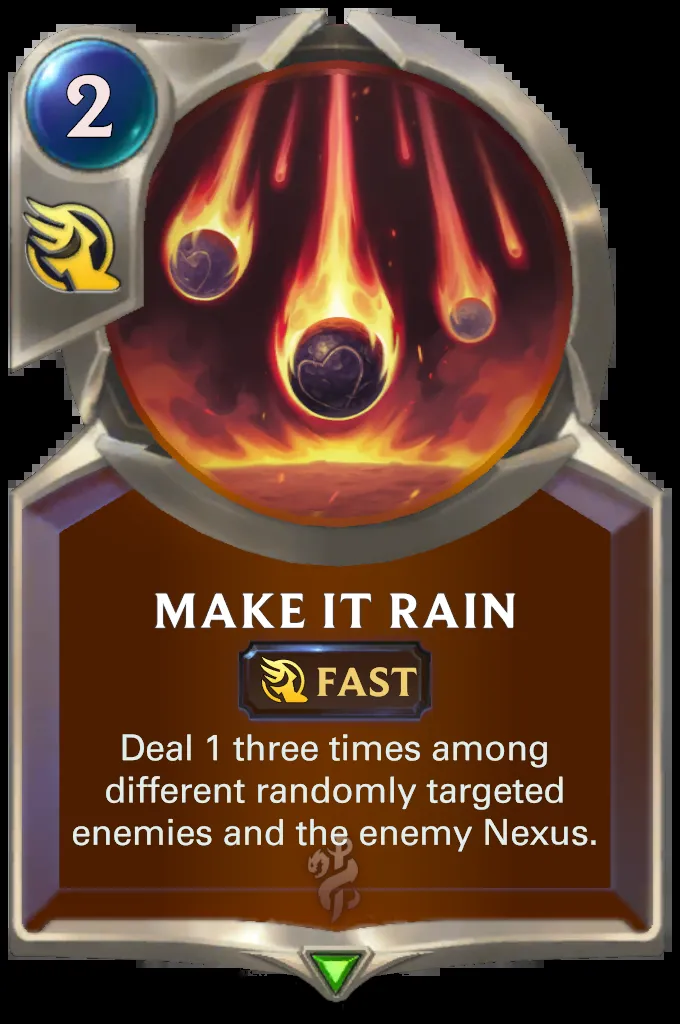 2
MAKE IT RAIN
FAST
Deal 1 three times among
different randomly targeted
enemies and the enemy Nexus.